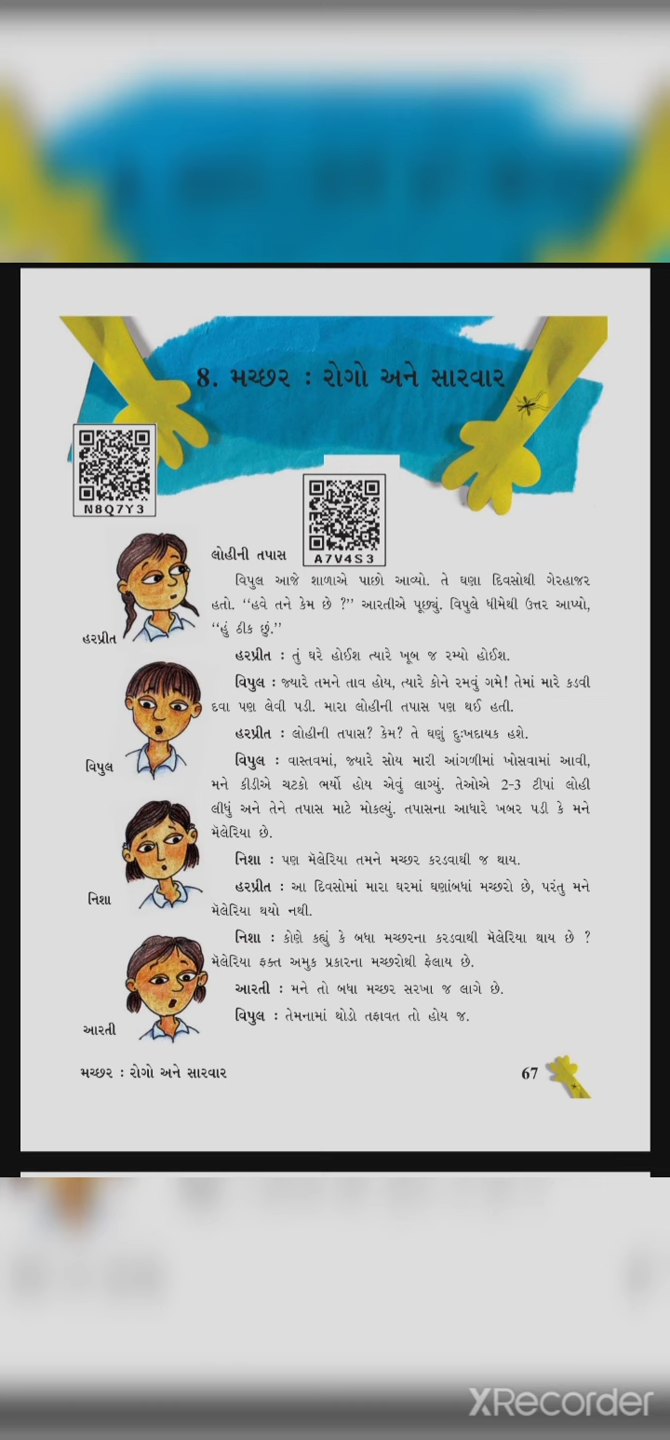 8. મચ્છર : રોગો અને સારવાર
N8Q7Y3
A7V4S3
લોહીની તપાસ
વિપુલ આજે શાળાએ પાછો આવ્યો. તે ઘણા દિવસોથી ગેરહાજર
હતો. “હવે તને કેમ છે ?” આરતીએ પૂછ્યું. વિપુલે ધીમેથી ઉત્તર આપ્યો,
“હું ઠીક છું.”
હરપ્રીત
હરપ્રીત : તું ઘરે હોઈશ ત્યારે ખૂબ જ રમ્યો હોઈશ.
વિપુલ : જ્યારે તમને તાવ હોય, ત્યારે કોને રમવું ગમે! તેમાં મારે કડવી
દવા પણ લેવી પડી. મારા લોહીની તપાસ પણ થઈ હતી.
હરપ્રીત : લોહીની તપાસ? કેમ? તે ઘણું દુઃખદાયક હશે.
વિપુલ
વિપુલ : વાસ્તવમાં, જ્યારે સોય મારી આંગળીમાં ખોસવામાં આવી,
મને કીડીએ ચટકો ભર્યો હોય એવું લાગ્યું. તેઓએ 2-3 ટીપાં લોહી
લીધું અને તેને તપાસ માટે મોકલ્યું. તપાસના આધારે ખબર પડી કે મને
મૅલેરિયા છે.
નિશા : પણ મૅલેરિયા તમને મચ્છર કરડવાથી જ થાય.
નિશા
હરપ્રીત : આ દિવસોમાં મારા ઘરમાં ઘણાંબધાં મચ્છરો છે, પરંતુ મને
મૅલેરિયા થયો નથી.
નિશા : કોણે કહ્યું કે બધા મચ્છરના કરડવાથી મૅલેરિયા થાય છે ?
મૅલેરિયા ફક્ત અમુક પ્રકારના મચ્છરોથી ફેલાય છે.
આરતી : મને તો બધા મચ્છર સરખા જ લાગે છે.
વિપુલ : તેમનામાં થોડો તફાવત તો હોય જ.
આરતી
મચ્છર : રોગો અને સારવાર
67
XRecorder